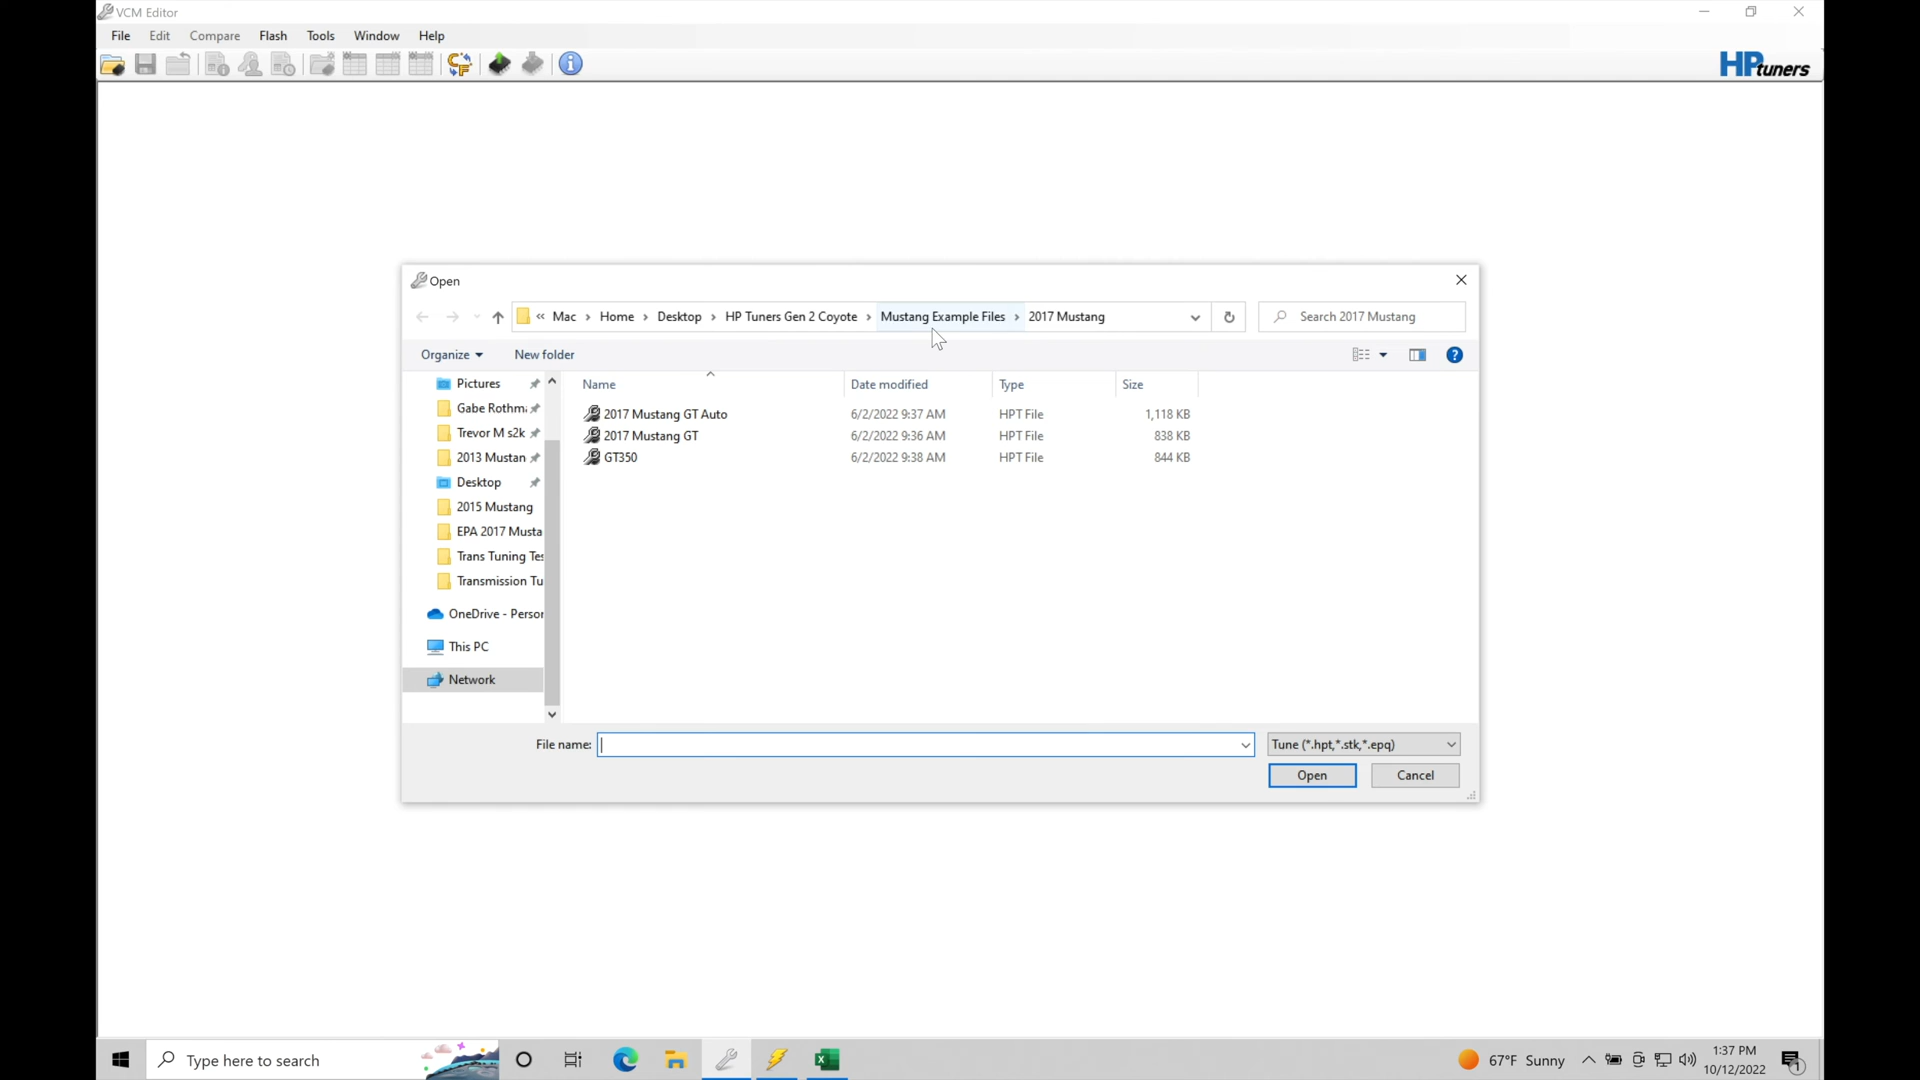 VCM Editor
File Edit Compare Flash Tools Window Help
HPtuners
Open
« Mac › Home › Desktop › HP Tuners Gen 2 Coyote › Mustang Example Files › 2017 Mustang
Search 2017 Mustang
Organize New folder
Name Date modified Type Size
Pictures
Gabe Rothm
Trevor M s2k
2013 Mustan
Desktop
2015 Mustang
EPA 2017 Musta
Trans Tuning Tes
Transmission Tu
OneDrive - Person
This PC
Network
2017 Mustang GT Auto 6/2/2022 9:37 AM HPT File 1,118 KB
2017 Mustang GT 6/2/2022 9:36 AM HPT File 838 KB
GT350 6/2/2022 9:38 AM HPT File 844 KB
File name:
Tune (*.hpt,*.stk,*.epq)
Open Cancel
Type here to search
67°F Sunny
1:37 PM
10/12/2022
1